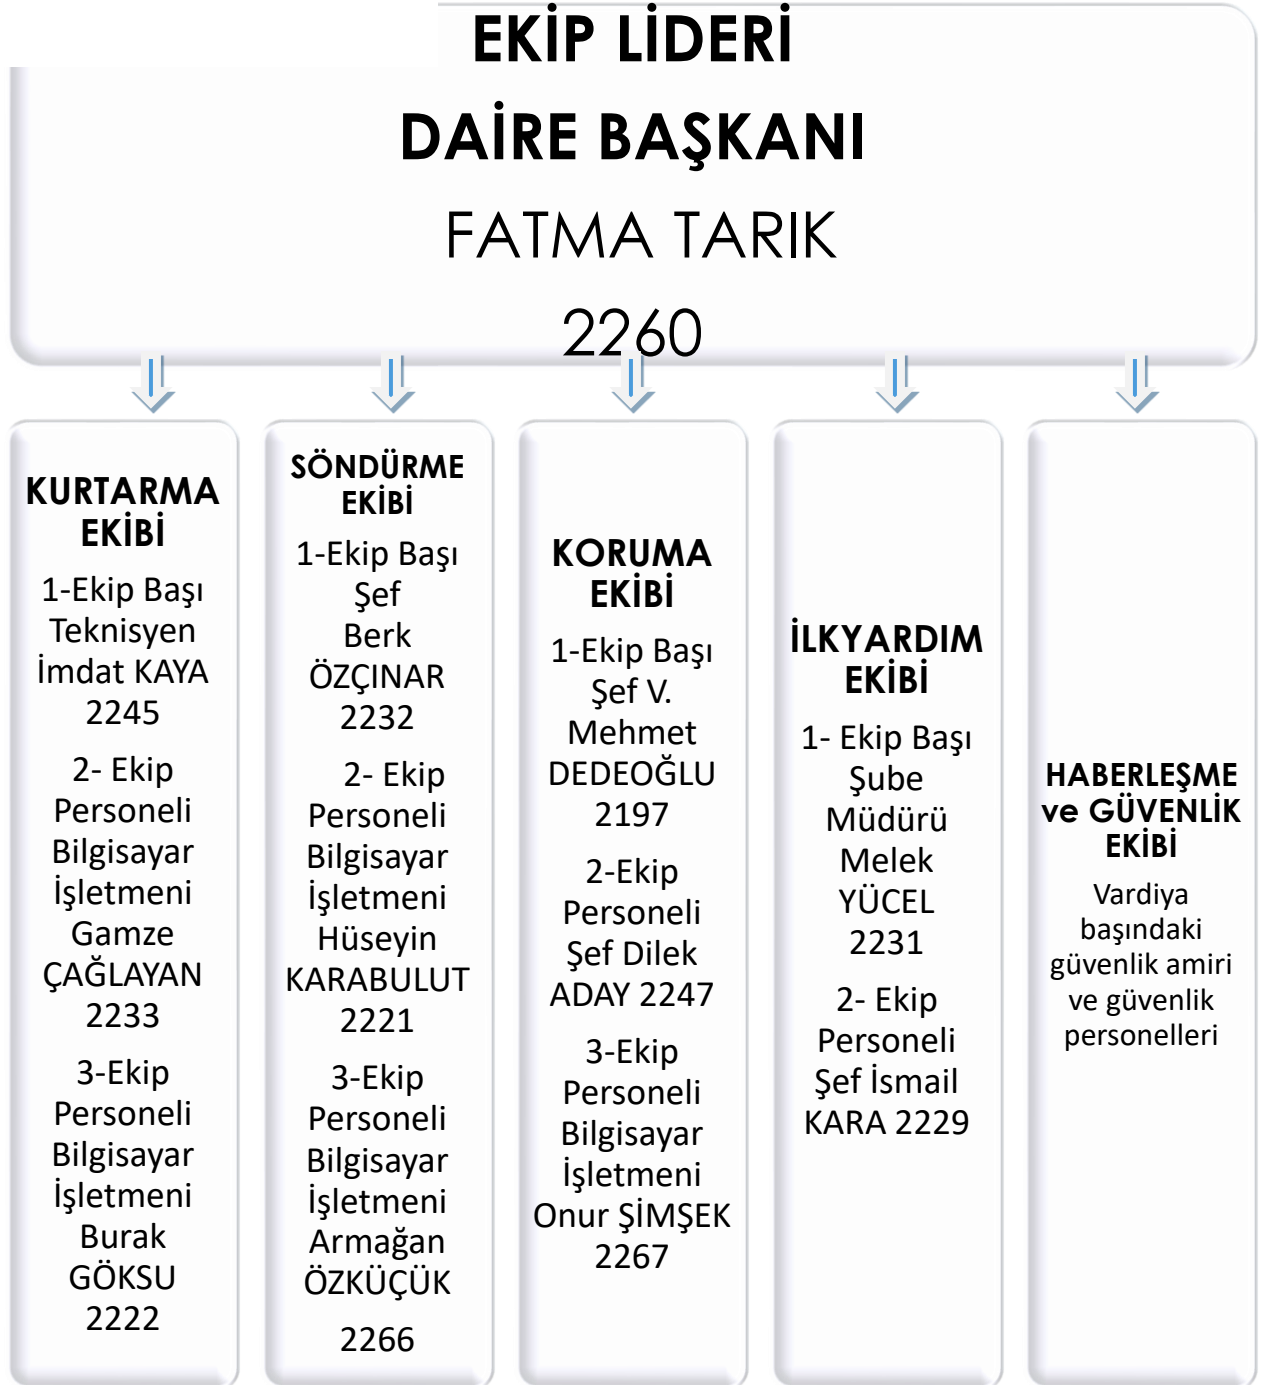 EKİP LİDERİ
DAİRE BAŞKANI
FATMA TARIK
2260
KURTARMA
EKİBİ
1-Ekip Başı
Teknisyen
İmdat KAYA
2245
2- Ekip
Personeli
Bilgisayar
İşletmeni
Gamze
ÇAĞLAYAN
2233
3-Ekip
Personeli
Bilgisayar
İşletmeni
Burak
GÖKSU
2222
SÖNDÜRME
EKİBİ
1-Ekip Başı
Şef
Berk
ÖZÇINAR
2232
2- Ekip
Personeli
Bilgisayar
İşletmeni
Hüseyin
KARABULUT
2221
3-Ekip
Personeli
Bilgisayar
İşletmeni
Armağan
ÖZKÜÇÜK
2266
KORUMA
EKİBİ
1-Ekip Başı
Şef V.
Mehmet
DEDEOĞLU
2197
2-Ekip
Personeli
Şef Dilek
ADAY 2247
3-Ekip
Personeli
Bilgisayar
İşletmeni
Onur ŞİMŞEK
2267
İLKYARDIM
EKİBİ
1- Ekip Başı
Şube
Müdürü
Melek
YÜCEL
2231
2- Ekip
Personeli
Şef İsmail
KARA 2229
HABERLEŞME
ve GÜVENLİK
EKİBİ
Vardiya
başındaki
güvenlik amiri
ve güvenlik
personelleri